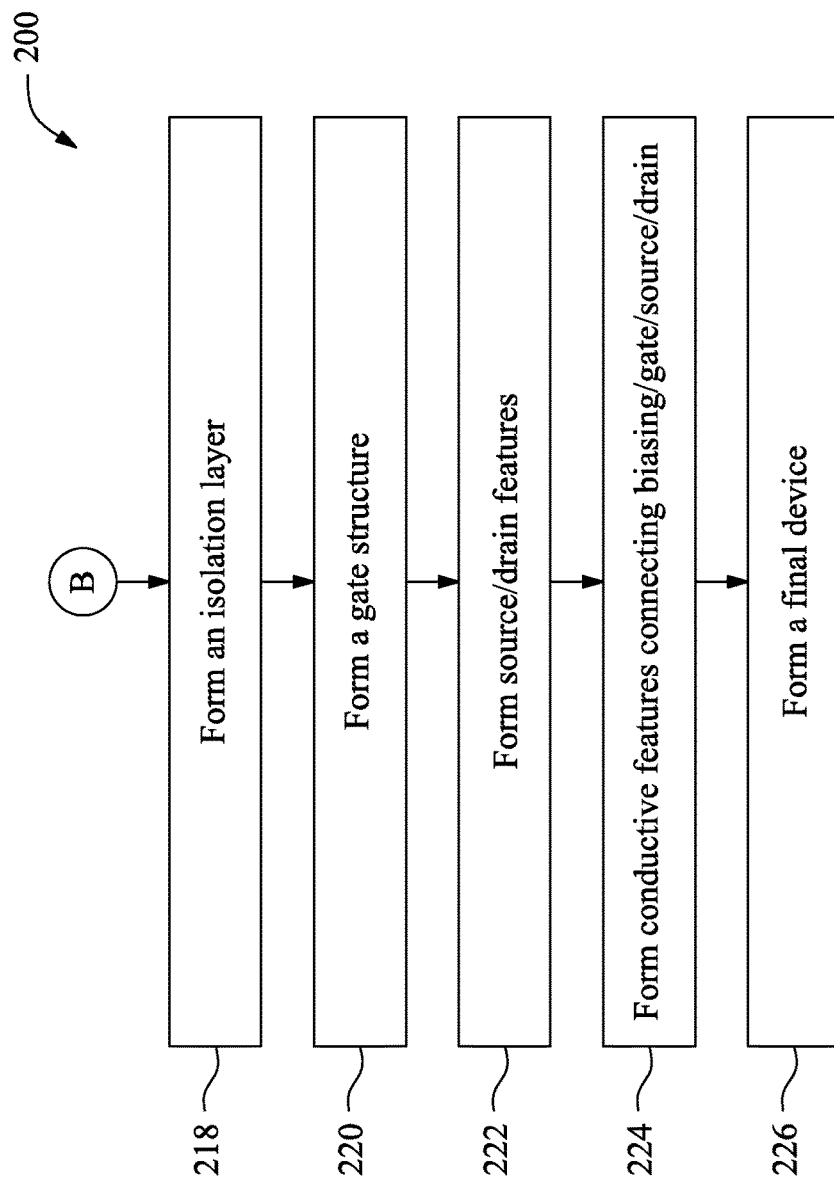 200
B
218
Form an isolation layer
220
Form a gate structure
222
Form source/drain features
224
Form conductive features connecting biasing/gate/source/drain
226
Form a final device